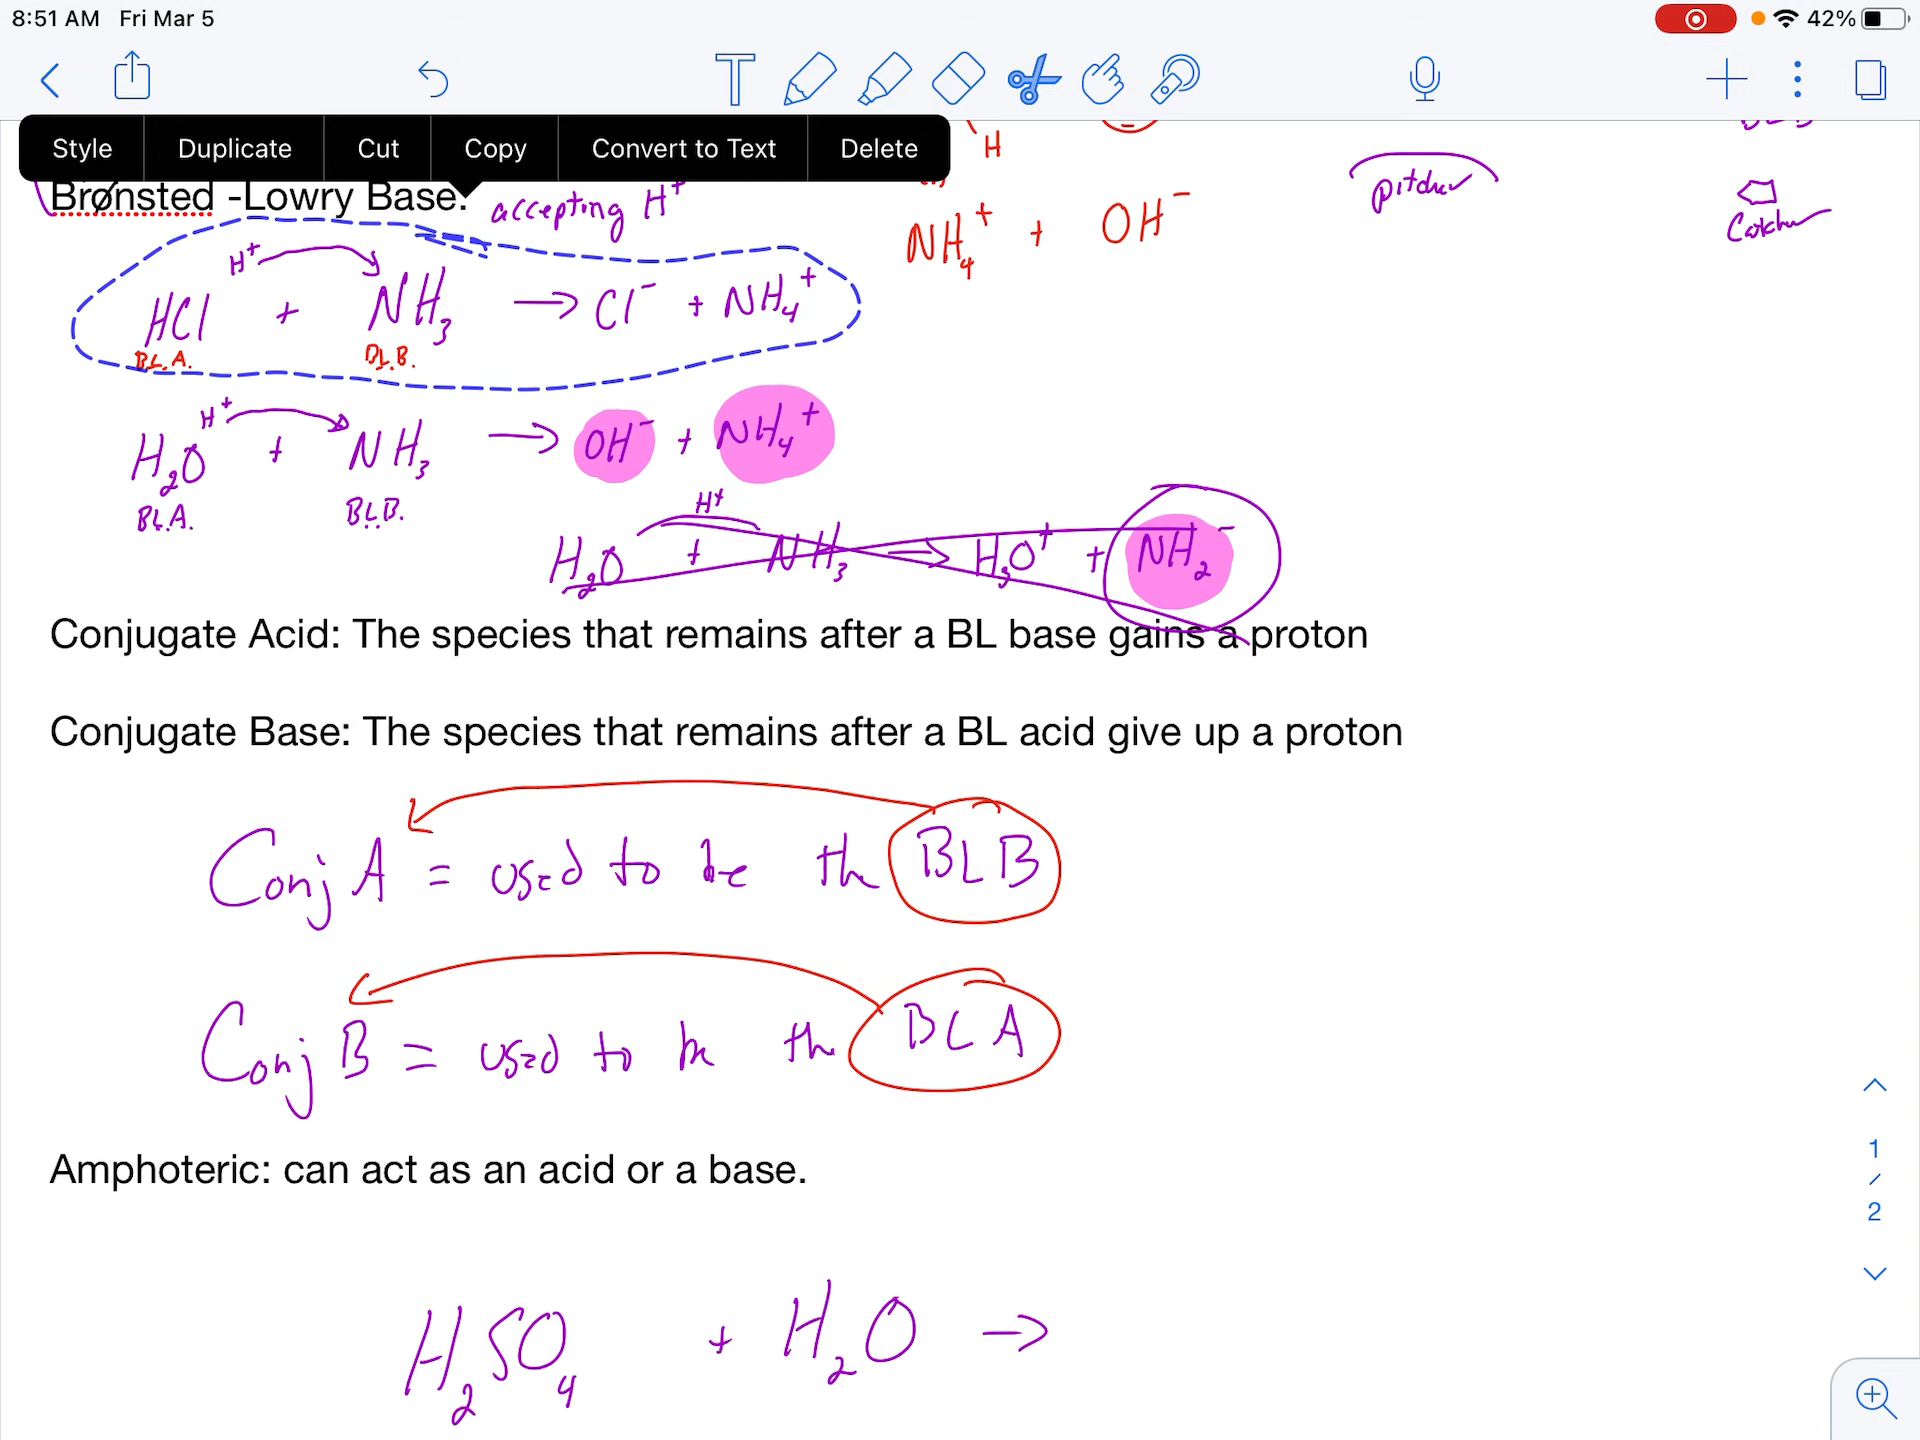 8:51 AM Fri Mar 5 42%
Style Duplicate Cut Copy Convert to Text Delete
H
Brønsted -Lowry Base: accepting H⁺
NH₄⁺ + OH⁻
pitcher
Catcher
H⁺
HCl + NH₃ → Cl⁻ + NH₄⁺
B.L.A. B.L.B.
H⁺
H₂O + NH₃ → OH⁻ + NH₄⁺
B.L.A. B.L.B.
H⁺
H₂O + NH₃ → H₃O⁺ + NH₂⁻
Conjugate Acid: The species that remains after a BL base gains a proton
Conjugate Base: The species that remains after a BL acid give up a proton
Conj A = used to be the BLB
Conj B = used to be the BLA
Amphoteric: can act as an acid or a base.
1
/
2
H₂SO₄ + H₂O →